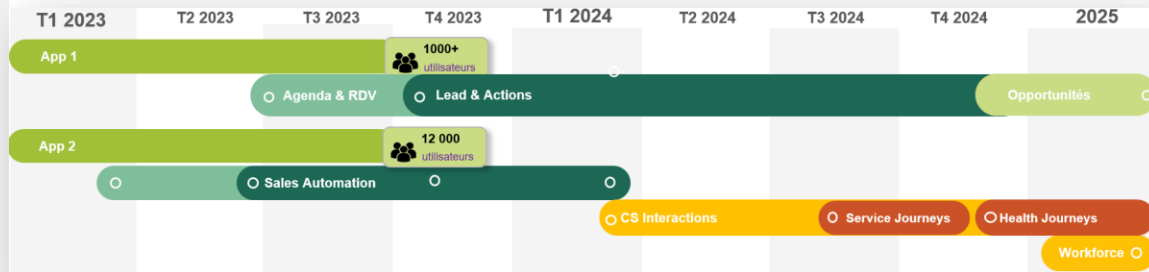 T1 2023
T2 2023
T3 2023
T4 2023
T1 2024
T2 2024
T3 2024
T4 2024
2025
App 1
1000+
utilisateurs
Agenda & RDV
Lead & Actions
Opportunités
App 2
12 000
utilisateurs
Sales Automation
CS Interactions
Service Journeys
Health Journeys
Workforce